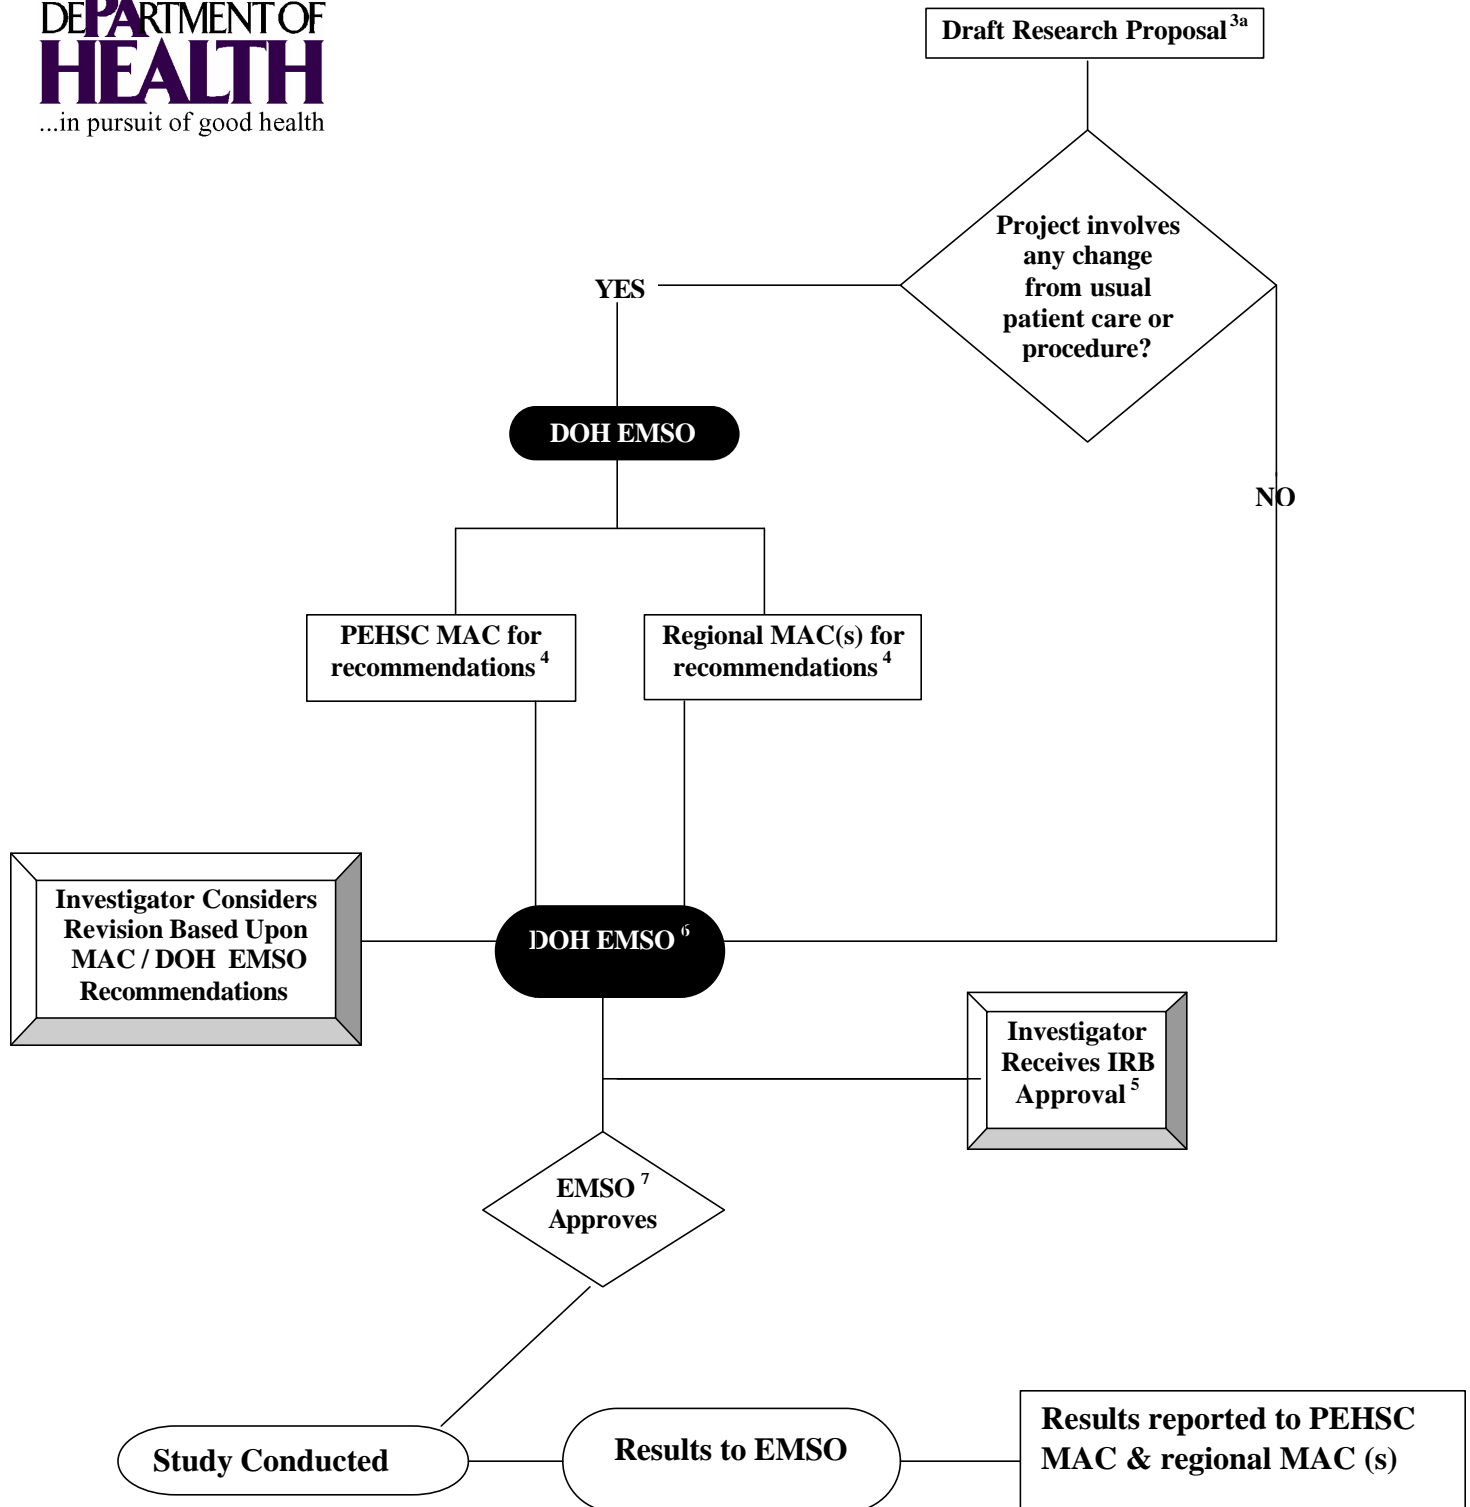 DEPARTMENT OF
HEALTH
...in pursuit of good health
Draft Research Proposal 3a
Project involves
any change
from usual
patient care or
procedure?
YES
NO
DOH EMSO
PEHSC MAC for
recommendations 4
Regional MAC(s) for
recommendations 4
Investigator Considers
Revision Based Upon
MAC / DOH EMSO
Recommendations
DOH EMSO 6
Investigator
Receives IRB
Approval 5
EMSO 7
Approves
Study Conducted
Results to EMSO
Results reported to PEHSC
MAC & regional MAC (s)